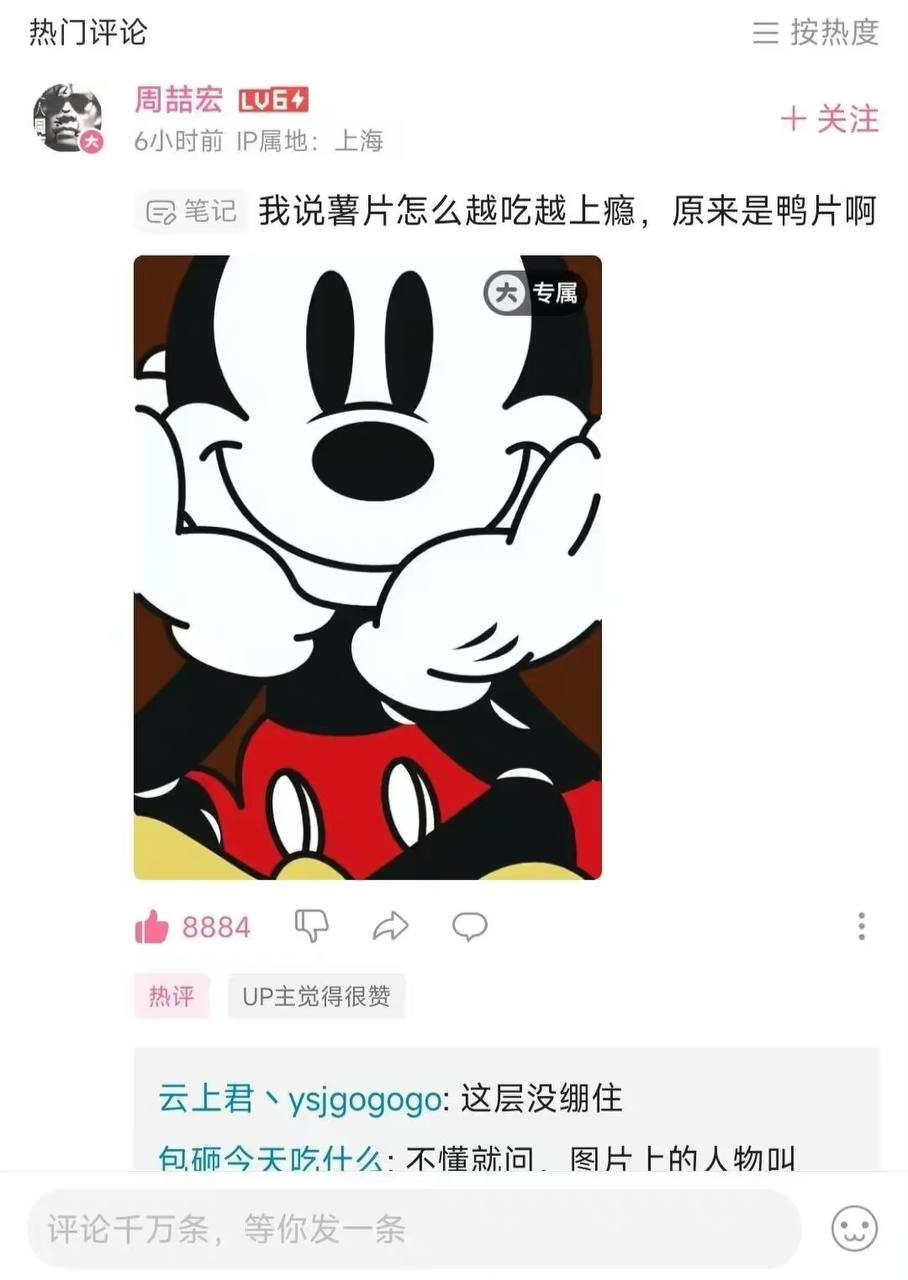 热门评论
按热度
周喆宏 LV6
6小时前 IP属地：上海
+ 关注
笔记 我说薯片怎么越吃越上瘾，原来是鸭片啊
大 专属
8884
热评 UP主觉得很赞
云上君丶ysjgogogo: 这层没绷住
包砸今天吃什么: 不懂就问，图片上的人物叫
评论千万条，等你发一条